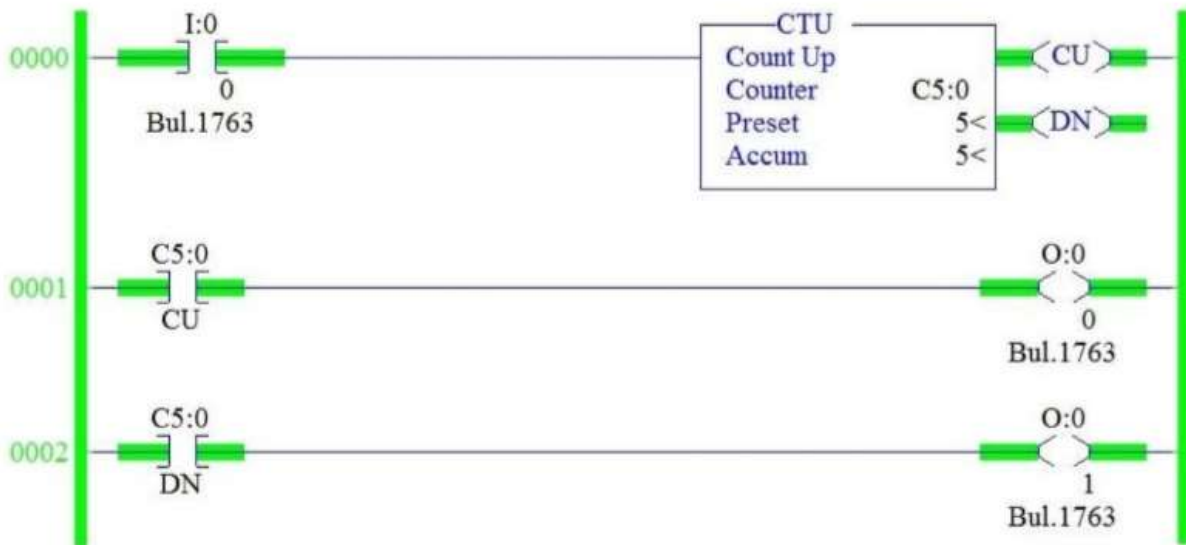 I:0
CTU
0000
Count Up
CU
0
Counter C5:0
Bul.1763
Preset 5<
DN
Accum 5<
C5:0
O:0
0001
CU
0
Bul.1763
C5:0
O:0
0002
DN
1
Bul.1763